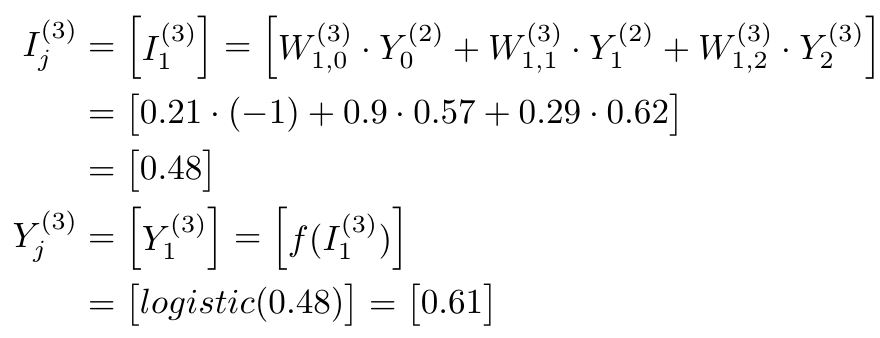 I_j^{(3)} = [I_1^{(3)}] = [W_{1,0}^{(3)} · Y_0^{(2)} + W_{1,1}^{(3)} · Y_1^{(2)} + W_{1,2}^{(3)} · Y_2^{(3)}]
= [0.21 · (−1) + 0.9 · 0.57 + 0.29 · 0.62]
= [0.48]
Y_j^{(3)} = [Y_1^{(3)}] = [f(I_1^{(3)})]
= [logistic(0.48)] = [0.61]